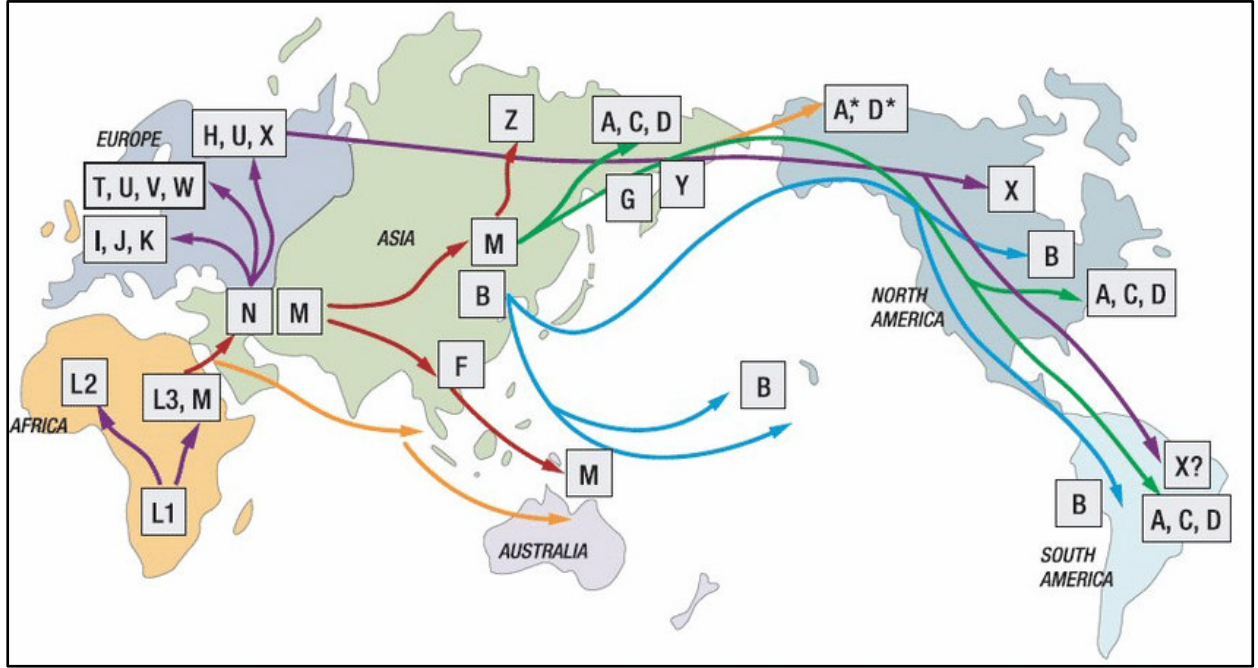 Z
A, C, D
A,* D*
EUROPE
H, U, X
T, U, V, W
G
Y
X
I, J, K
ASIA
M
B
B
N
M
NORTH
AMERICA
A, C, D
F
L2
L3, M
B
AFRICA
M
X?
L1
B
A, C, D
AUSTRALIA
SOUTH
AMERICA